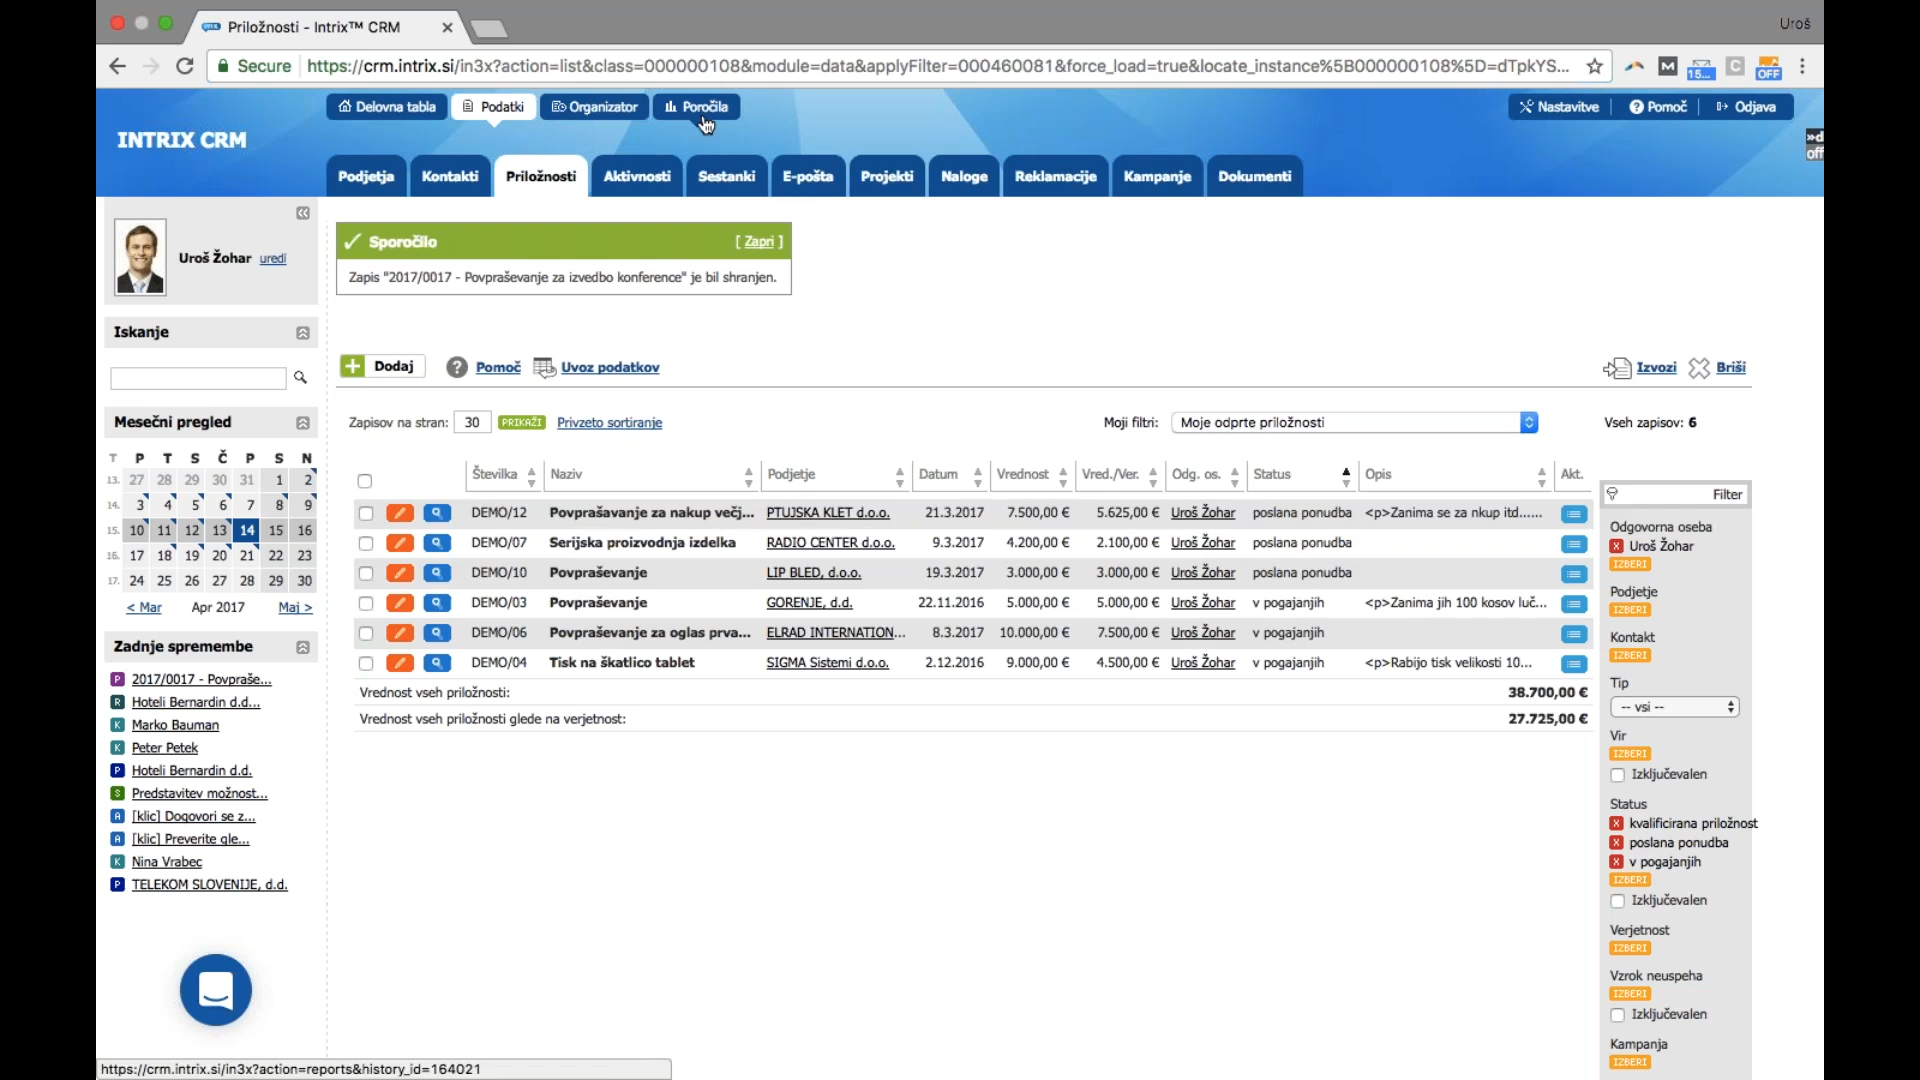 Priložnosti - Intrix™ CRM
Uroš
Secure https://crm.intrix.si/in3x?action=list&class=000000108&module=data&applyFilter=000460081&force_load=true&locate_instance%5B000000108%5D=dTpkYS...
M 15... C OFF
Delovna tabla Podatki Organizator Poročila Nastavitve Pomoč Odjava
INTRIX CRM
»d
off
Podjetja Kontakti Priložnosti Aktivnosti Sestanki E-pošta Projekti Naloge Reklamacije Kampanje Dokumenti
Uroš Žohar uredi
Sporočilo [ Zapri ]
Zapis "2017/0017 - Povpraševanje za izvedbo konference" je bil shranjen.
Iskanje
Dodaj Pomoč Uvoz podatkov Izvozi Briši
Mesečni pregled
Zapisov na stran: 30 PRIKAŽI Privzeto sortiranje Moji filtri: Moje odprte priložnosti Vseh zapisov: 6
T P T S Č P S N
13. 27 28 29 30 31 1 2
14. 3 4 5 6 7 8 9
15. 10 11 12 13 14 15 16
16. 17 18 19 20 21 22 23
17. 24 25 26 27 28 29 30
< Mar Apr 2017 Maj >
Številka Naziv Podjetje Datum Vrednost Vred./Ver. Odg. os. Status Opis Akt.
DEMO/12 Povprašavanje za nakup večj... PTUJSKA KLET d.o.o. 21.3.2017 7.500,00 € 5.625,00 € Uroš Žohar poslana ponudba <p>Zanima se za nkup itd......
DEMO/07 Serijska proizvodnja izdelka RADIO CENTER d.o.o. 9.3.2017 4.200,00 € 2.100,00 € Uroš Žohar poslana ponudba
DEMO/10 Povpraševanje LIP BLED, d.o.o. 19.3.2017 3.000,00 € 3.000,00 € Uroš Žohar poslana ponudba
DEMO/03 Povpraševanje GORENJE, d.d. 22.11.2016 5.000,00 € 5.000,00 € Uroš Žohar v pogajanjih <p>Zanima jih 100 kosov luč...
DEMO/06 Povpraševanje za oglas prva... ELRAD INTERNATION... 8.3.2017 10.000,00 € 7.500,00 € Uroš Žohar v pogajanjih
DEMO/04 Tisk na škatlico tablet SIGMA Sistemi d.o.o. 2.12.2016 9.000,00 € 4.500,00 € Uroš Žohar v pogajanjih <p>Rabijo tisk velikosti 10...
Vrednost vseh priložnosti: 38.700,00 €
Vrednost vseh priložnosti glede na verjetnost: 27.725,00 €
Zadnje spremembe
P 2017/0017 - Povpraše...
R Hoteli Bernardin d.d...
K Marko Bauman
K Peter Petek
P Hoteli Bernardin d.d.
S Predstavitev možnost...
A [klic] Dogovori se z...
A [klic] Preverite gle...
K Nina Vrabec
P TELEKOM SLOVENIJE, d.d.
Filter
Odgovorna oseba
X Uroš Žohar
IZBERI
Podjetje
IZBERI
Kontakt
IZBERI
Tip
-- vsi --
Vir
IZBERI
Izključevalen
Status
X kvalificirana priložnost
X poslana ponudba
X v pogajanjih
IZBERI
Izključevalen
Verjetnost
IZBERI
Vzrok neuspeha
IZBERI
Izključevalen
Kampanja
IZBERI
https://crm.intrix.si/in3x?action=reports&history_id=164021